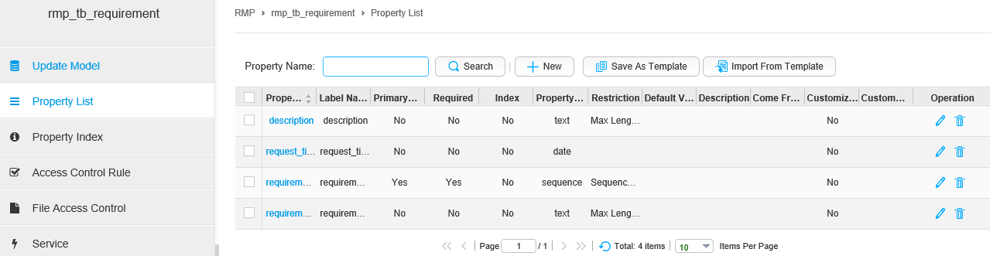 rmp_tb_requirement
RMP > rmp_tb_requirement > Property List
Update Model
Property List
Property Index
Access Control Rule
File Access Control
Service
Property Name: Search | New Save As Template Import From Template
Prope... Label Na... Primary... Required Index Property... Restriction Default V... Description Come Fr... Customiz... Custom... Operation
description description No No No text Max Leng... No
request_ti... request_ti... No No No date No
requirem... requirem... Yes Yes No sequence Sequenc... No
requirem... requirem... No No No text Max Leng... No
Page 1 / 1 Total: 4 items 10 Items Per Page